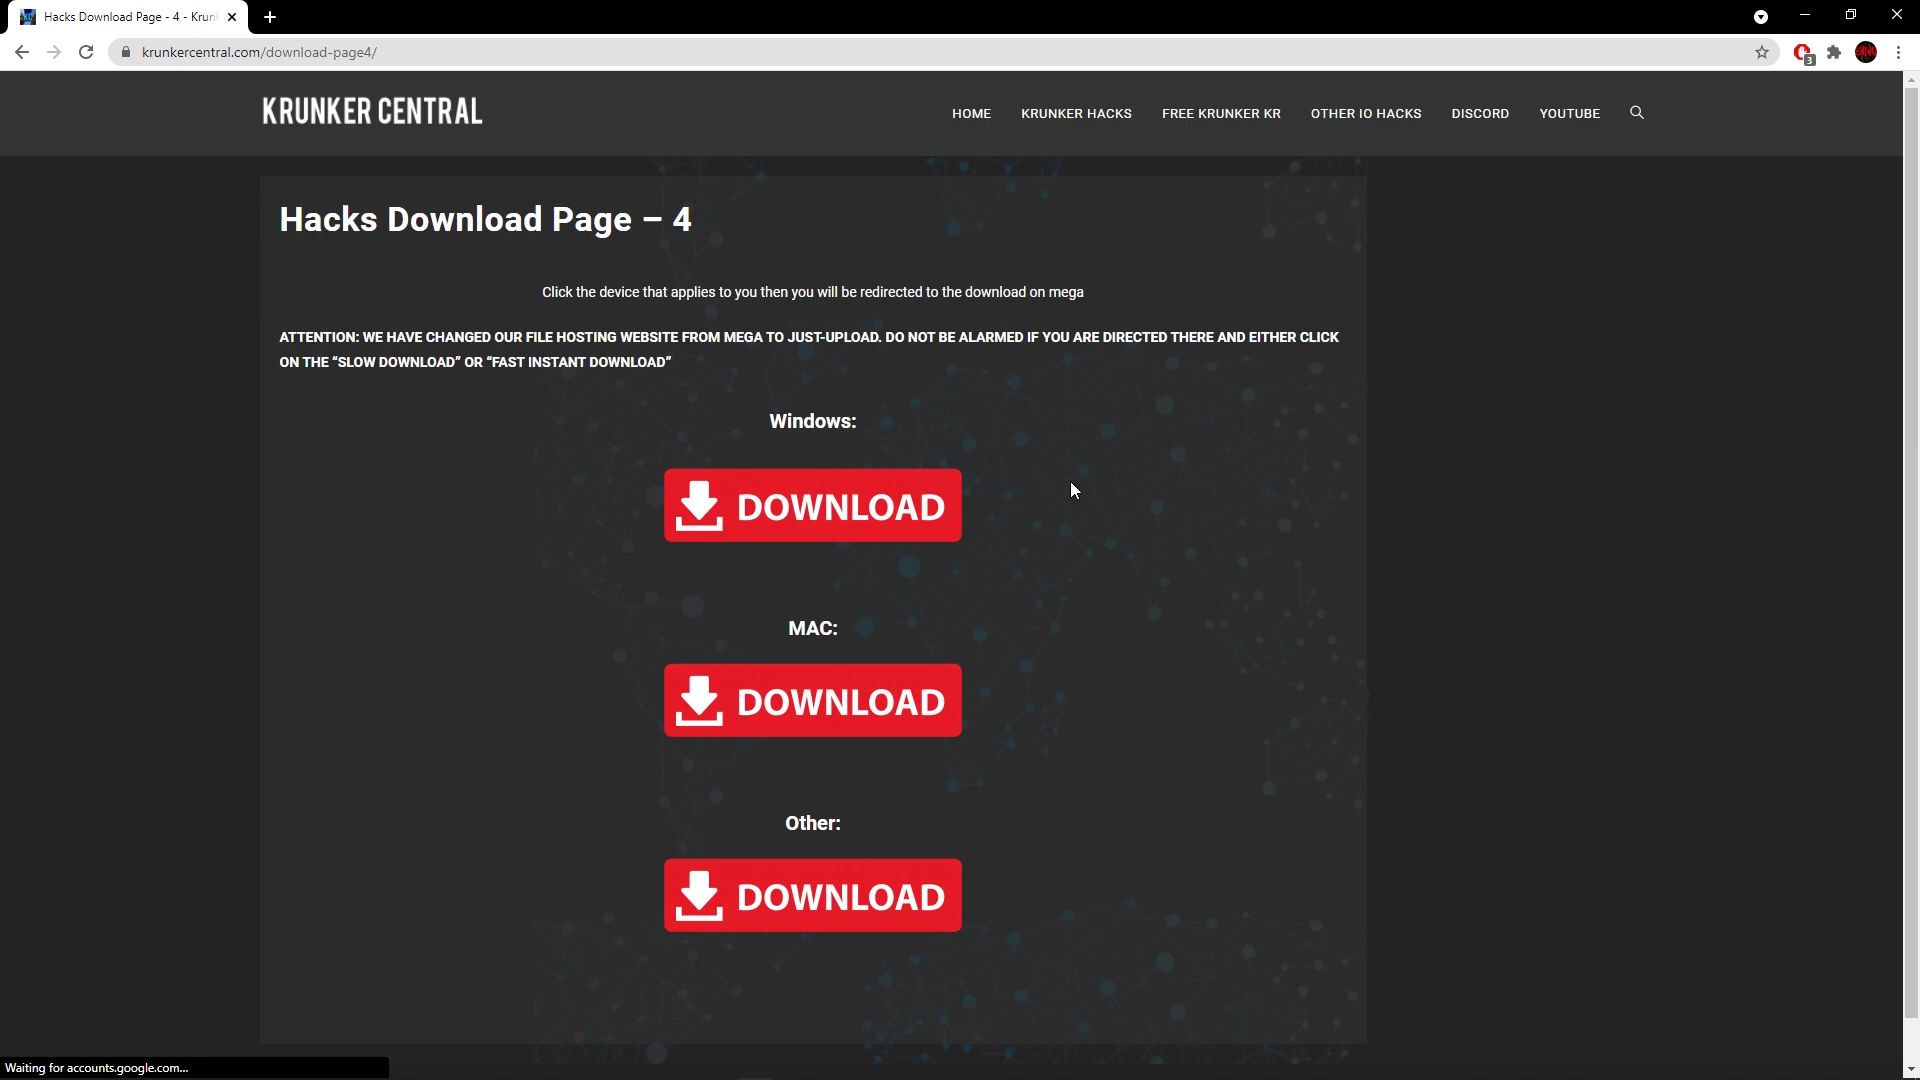 Hacks Download Page - 4 - Krun
krunkercentral.com/download-page4/
3
KRUNKER CENTRAL
HOME KRUNKER HACKS FREE KRUNKER KR OTHER IO HACKS DISCORD YOUTUBE
Hacks Download Page – 4
Click the device that applies to you then you will be redirected to the download on mega
ATTENTION: WE HAVE CHANGED OUR FILE HOSTING WEBSITE FROM MEGA TO JUST-UPLOAD. DO NOT BE ALARMED IF YOU ARE DIRECTED THERE AND EITHER CLICK
ON THE “SLOW DOWNLOAD” OR “FAST INSTANT DOWNLOAD”
Windows:
DOWNLOAD
MAC:
DOWNLOAD
Other:
DOWNLOAD
Waiting for accounts.google.com...